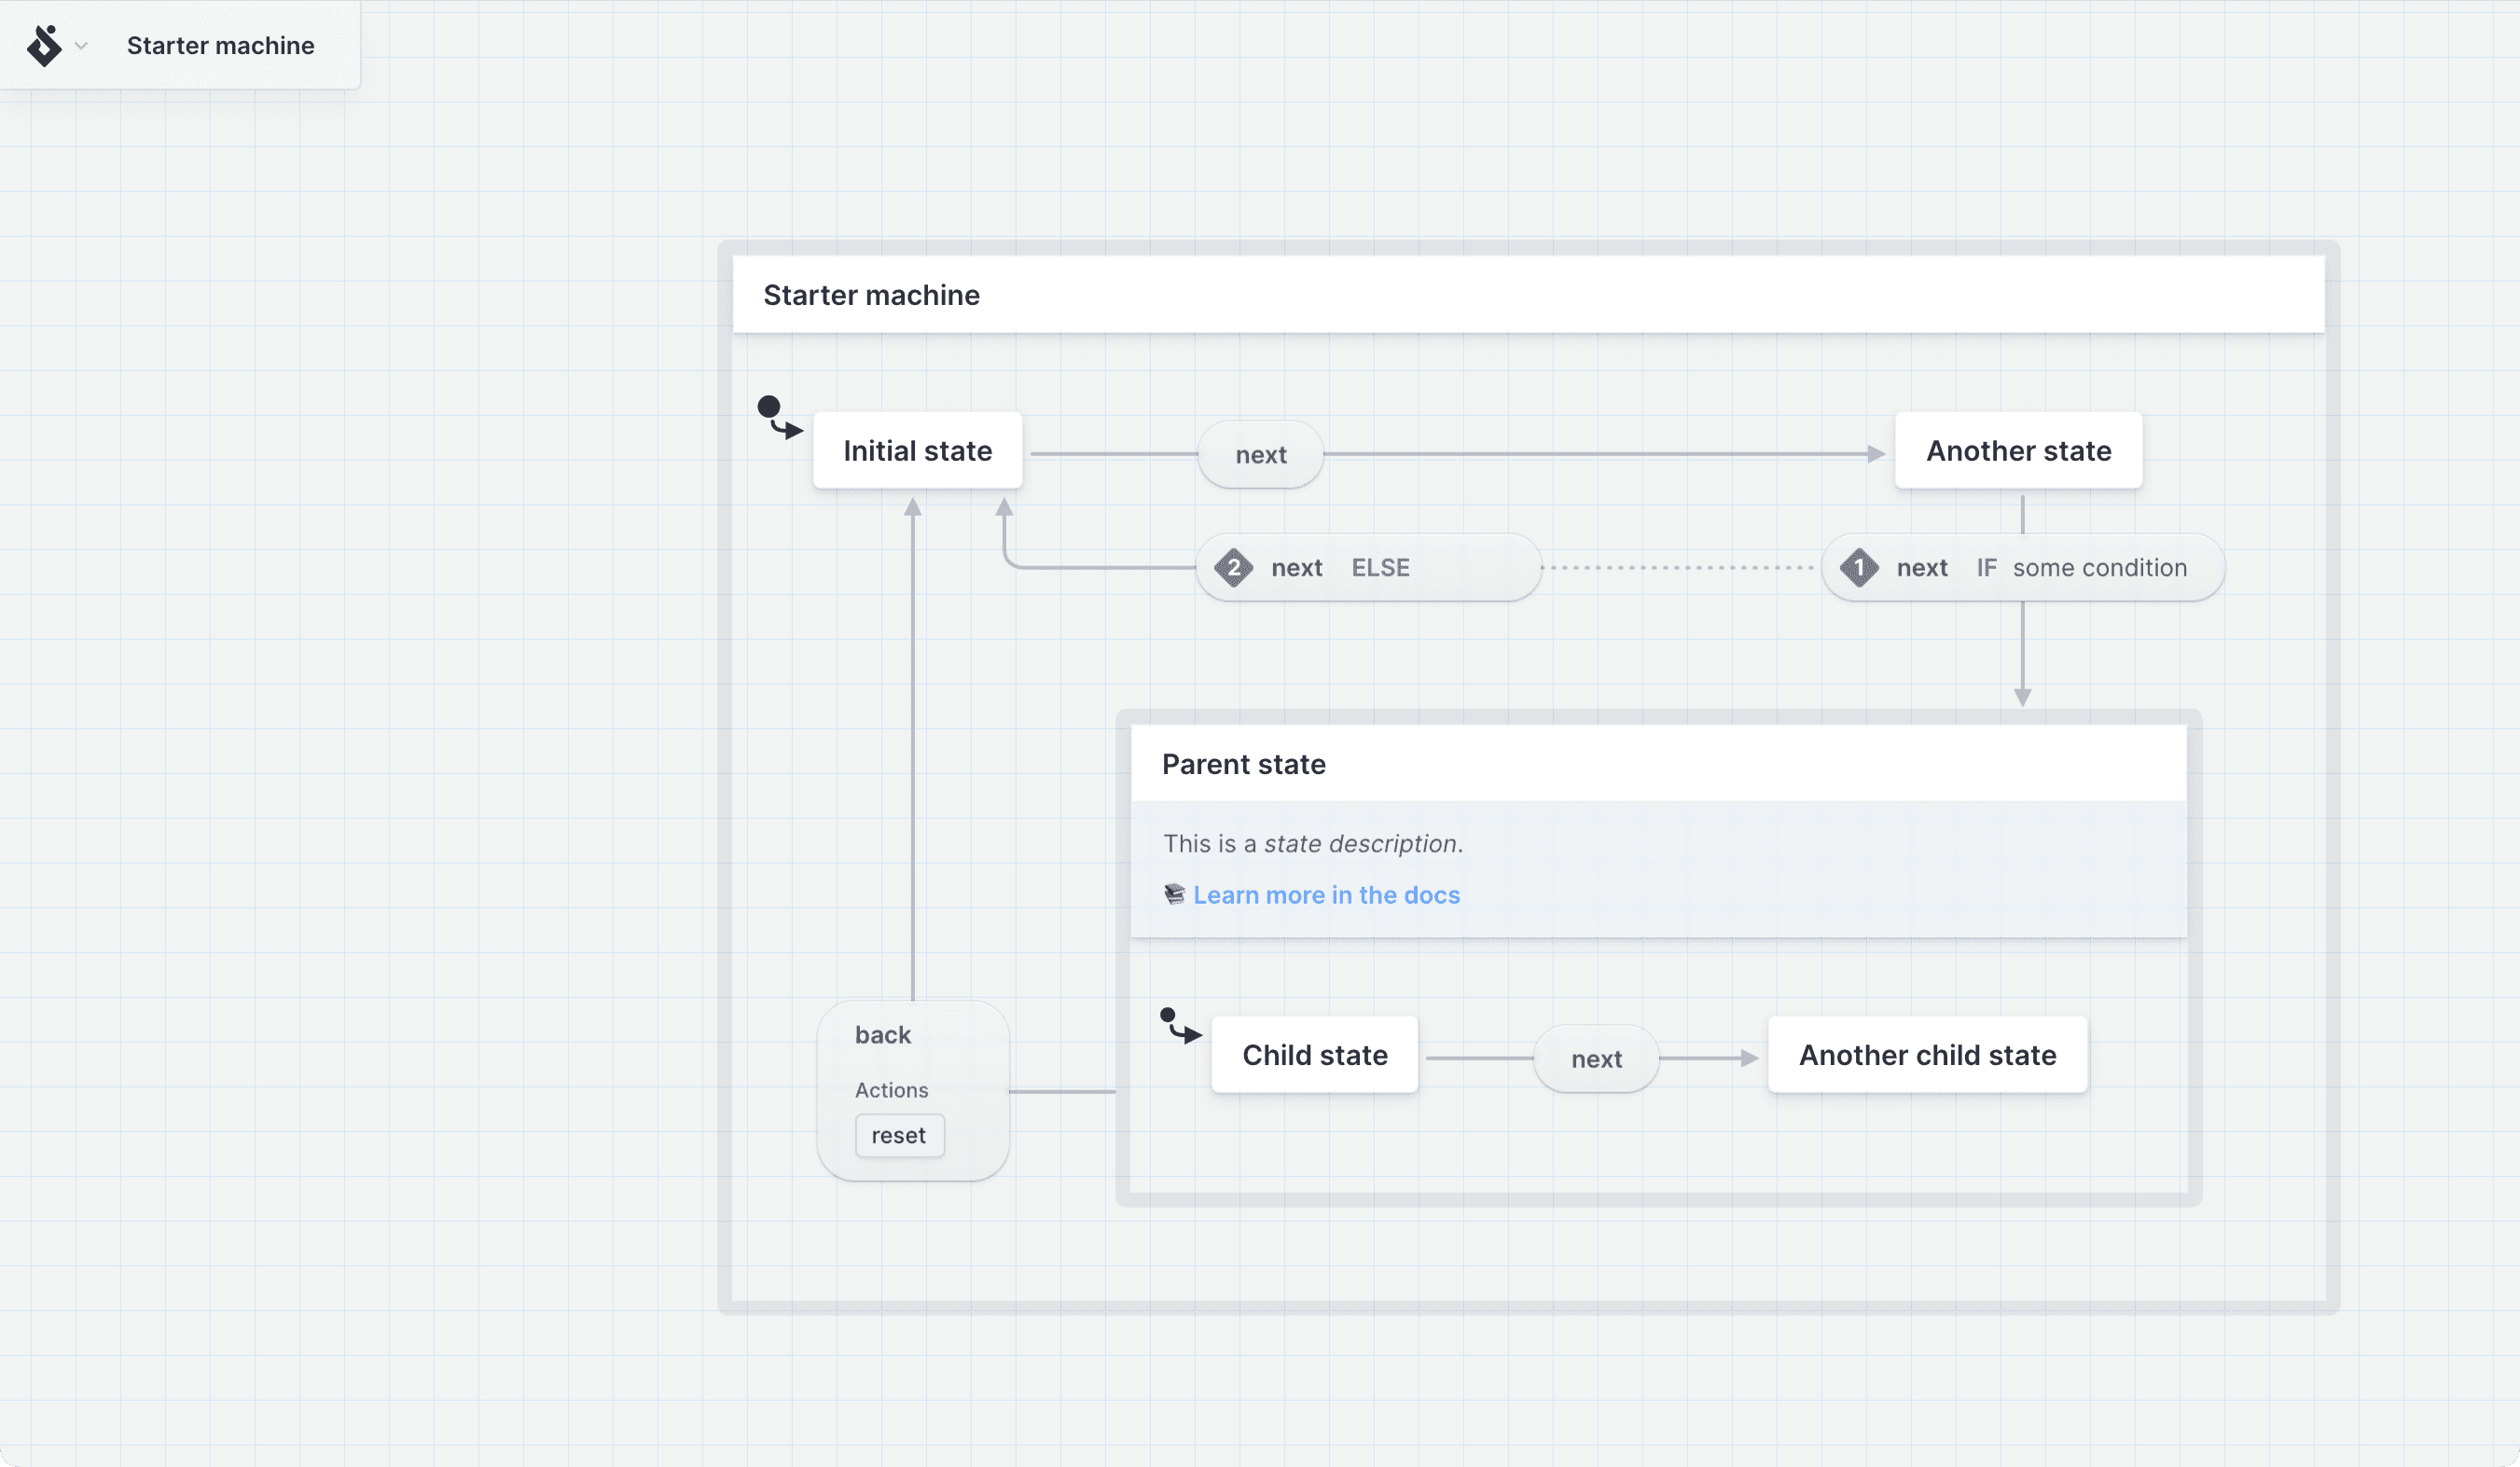 Starter machine
Starter machine
Initial state
next
Another state
2 next ELSE
1 next IF some condition
Parent state
This is a state description.
Learn more in the docs
back
Actions
reset
Child state
next
Another child state